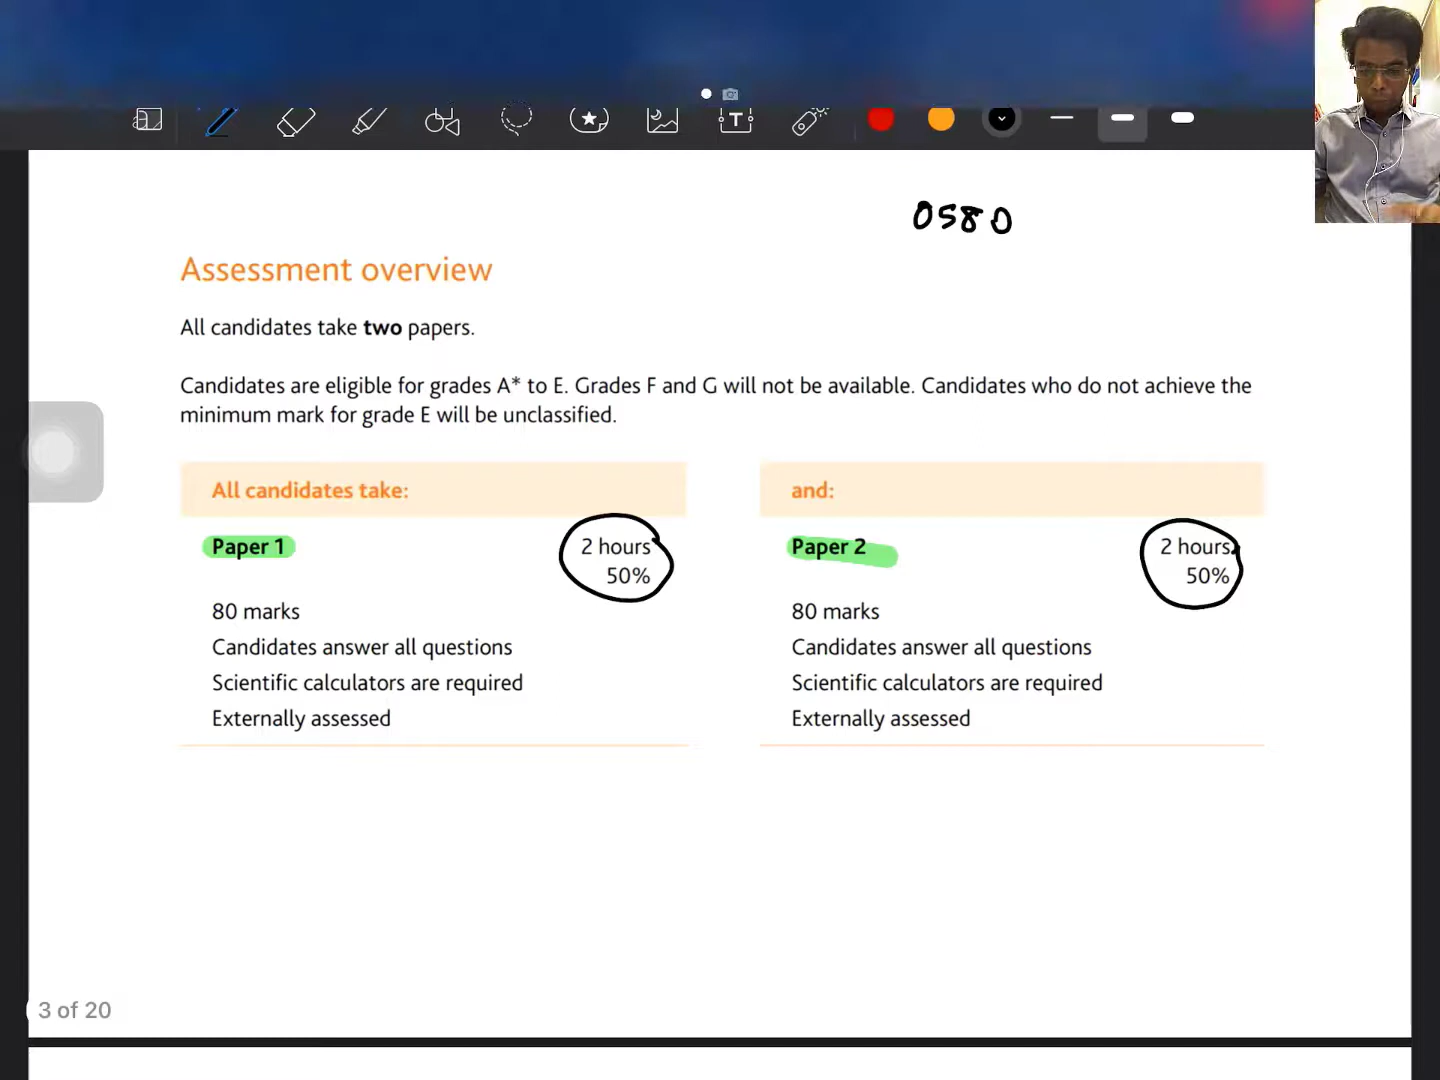 T
0580
Assessment overview
All candidates take two papers.
Candidates are eligible for grades A* to E. Grades F and G will not be available. Candidates who do not achieve the
minimum mark for grade E will be unclassified.
All candidates take:
Paper 1
2 hours
50%
80 marks
Candidates answer all questions
Scientific calculators are required
Externally assessed
and:
Paper 2
2 hours
50%
80 marks
Candidates answer all questions
Scientific calculators are required
Externally assessed
3 of 20